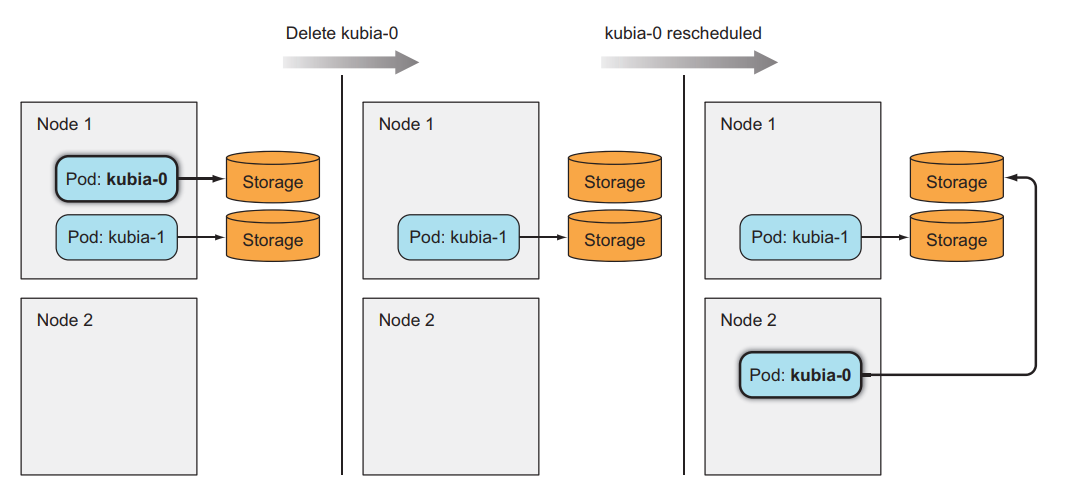 Delete kubia-0
kubia-0 rescheduled
Node 1
Pod: kubia-0
Storage
Pod: kubia-1
Storage
Node 2
Node 1
Storage
Pod: kubia-1
Storage
Node 2
Node 1
Storage
Pod: kubia-1
Storage
Node 2
Pod: kubia-0